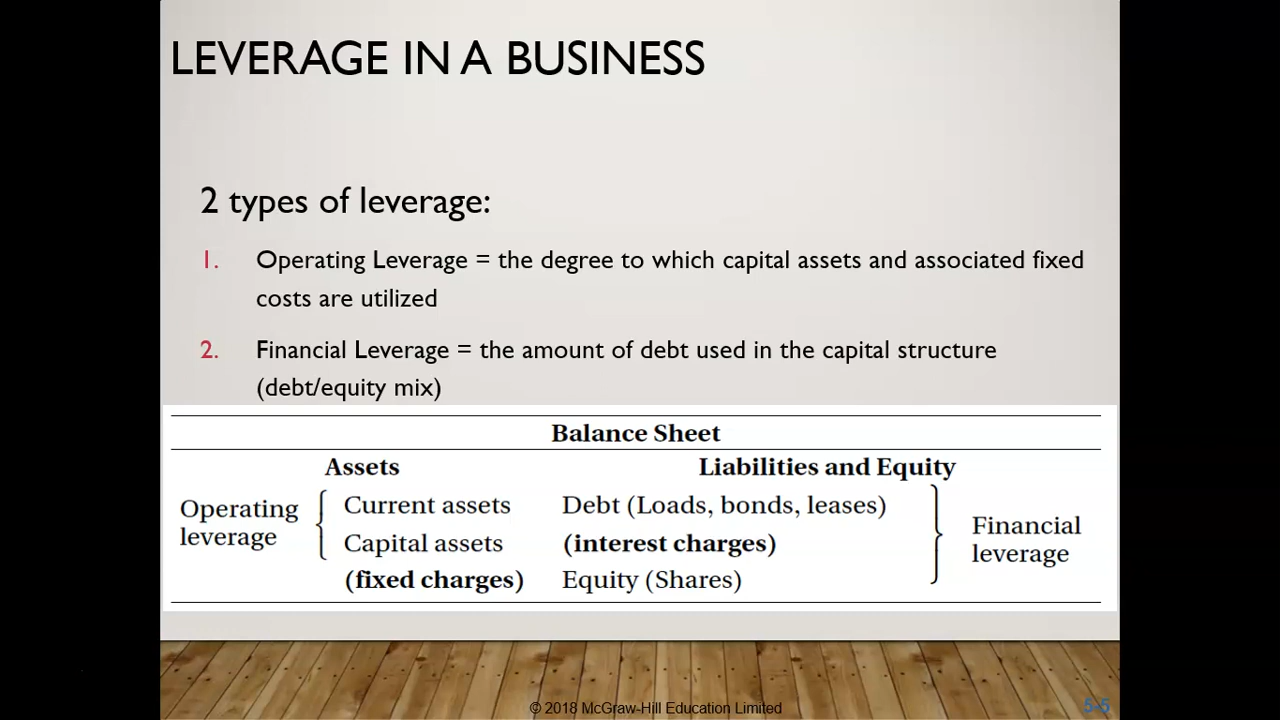 LEVERAGE IN A BUSINESS
2 types of leverage:
1. Operating Leverage = the degree to which capital assets and associated fixed
costs are utilized
2. Financial Leverage = the amount of debt used in the capital structure
(debt/equity mix)
Balance Sheet
Assets Liabilities and Equity
Operating leverage
Current assets Debt (Loads, bonds, leases)
Capital assets (interest charges)
(fixed charges) Equity (Shares)
Financial leverage
© 2018 McGraw-Hill Education Limited
5-5